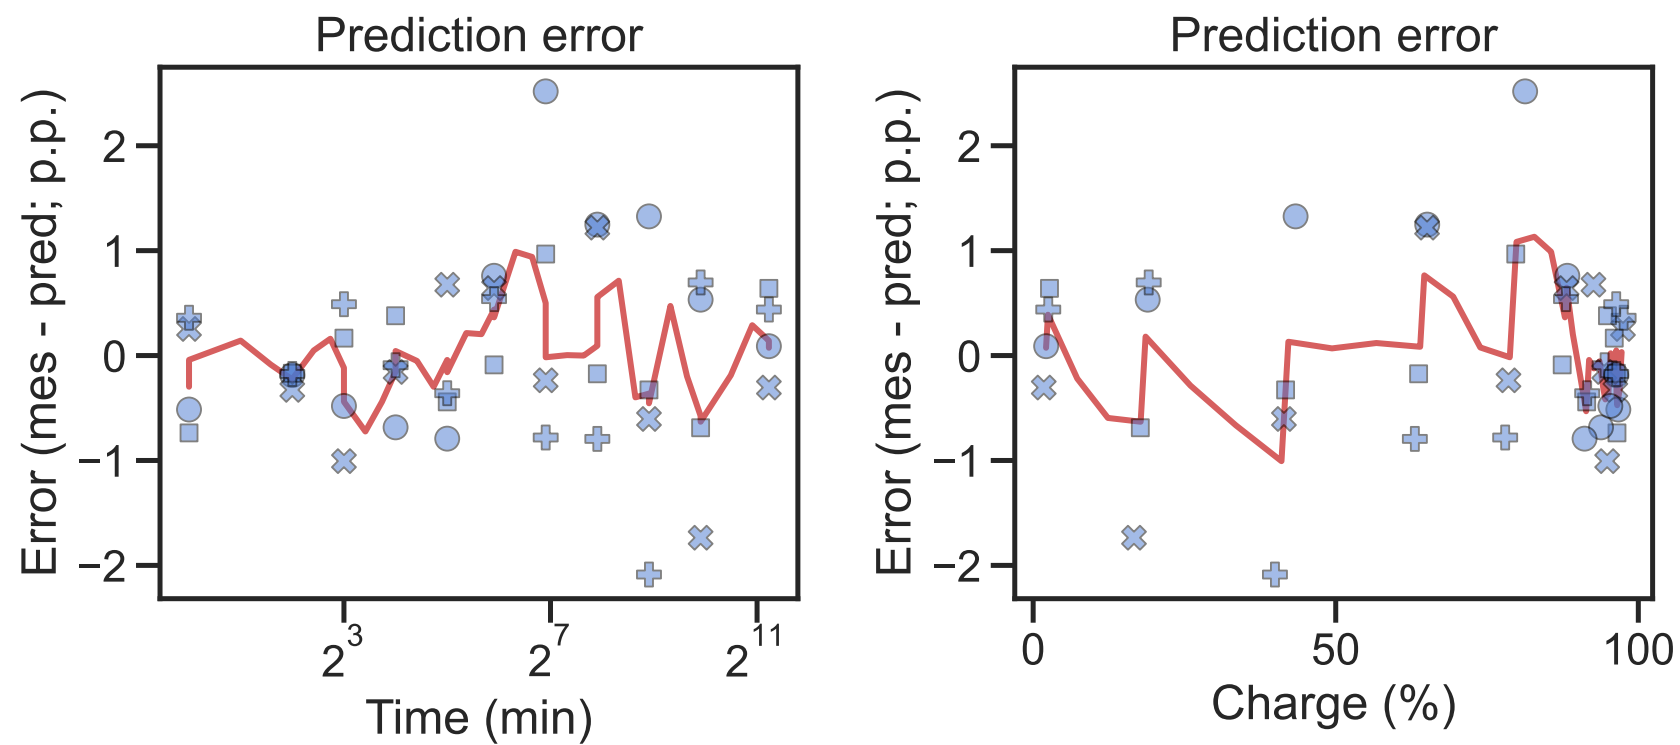 Prediction error
Error (mes - pred; p.p.)
2
1
0
−1
−2
2^3
2^7
2^11
Time (min)
Prediction error
Error (mes - pred; p.p.)
2
1
0
−1
−2
0
50
100
Charge (%)